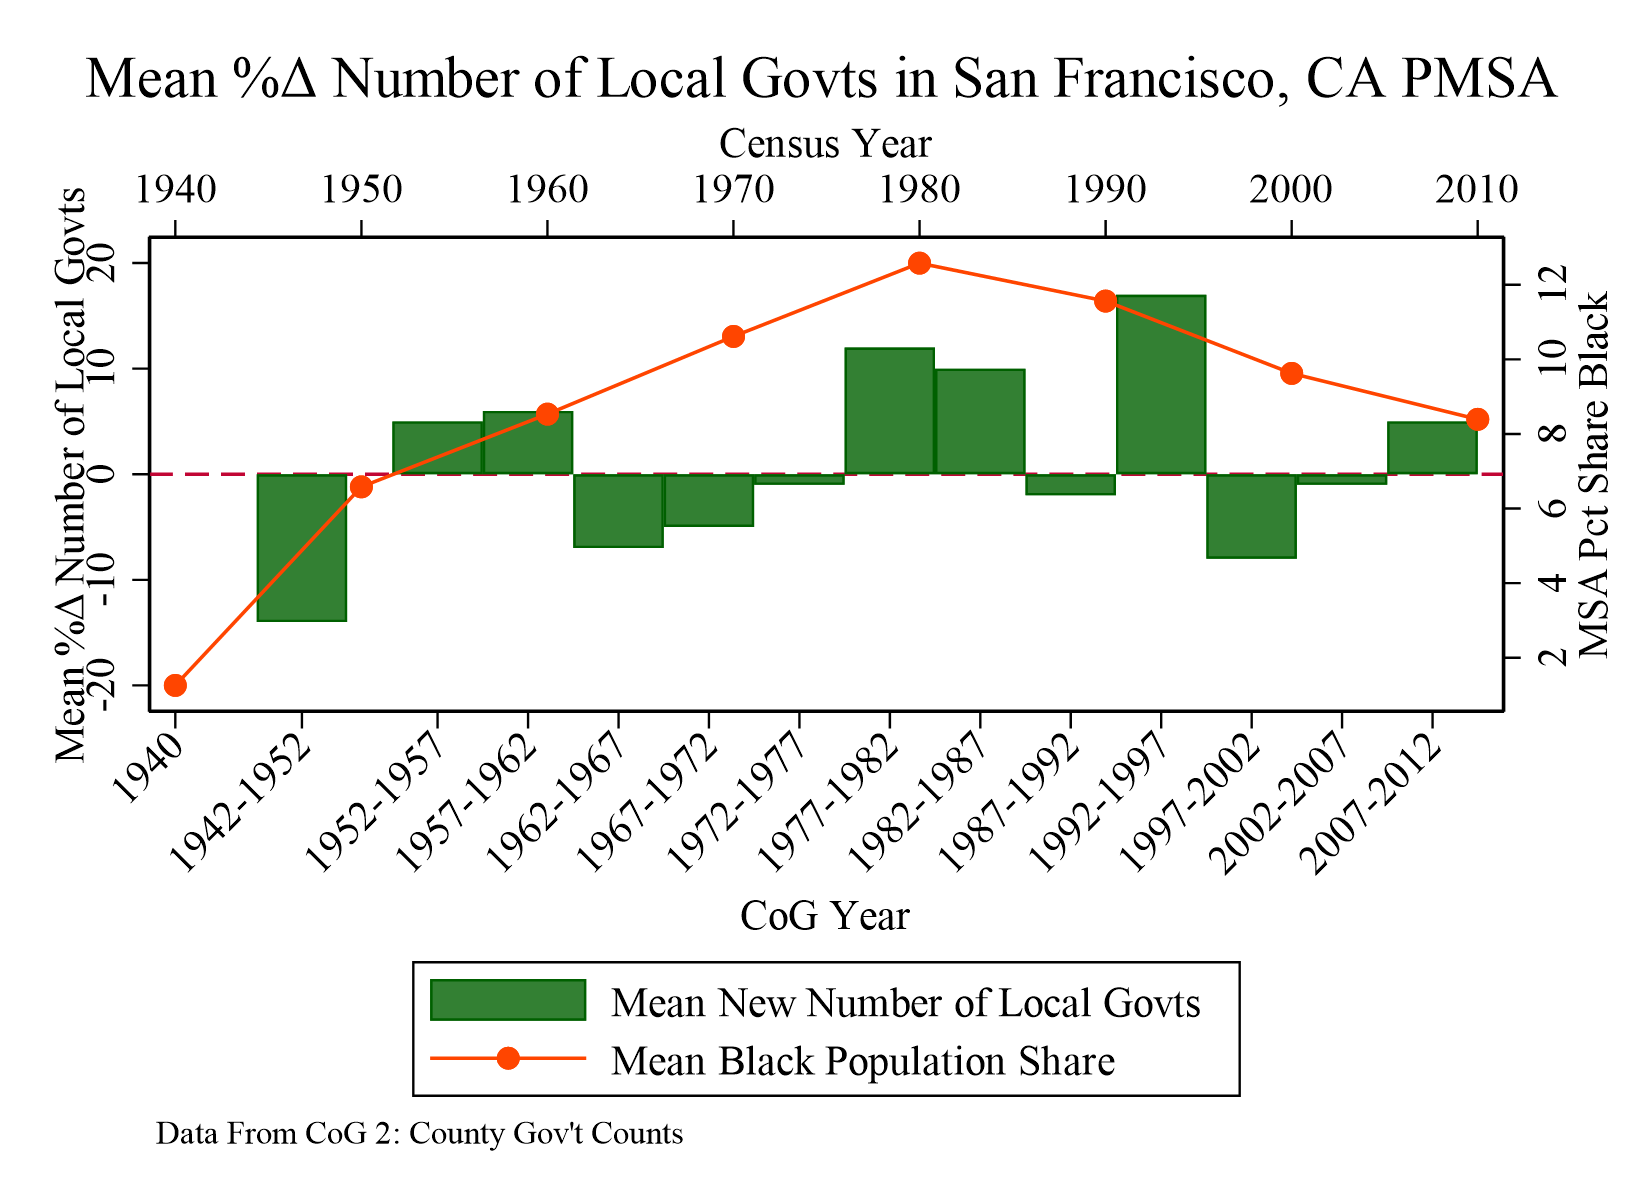 Mean %Δ Number of Local Govts in San Francisco, CA PMSA
Census Year
1940 1950 1960 1970 1980 1990 2000 2010
Mean %Δ Number of Local Govts
20
10
0
-10
-20
12
10
8
6
4
2
MSA Pct Share Black
1940
1942-1952
1952-1957
1957-1962
1962-1967
1967-1972
1972-1977
1977-1982
1982-1987
1987-1992
1992-1997
1997-2002
2002-2007
2007-2012
CoG Year
Mean New Number of Local Govts
Mean Black Population Share
Data From CoG 2: County Gov't Counts